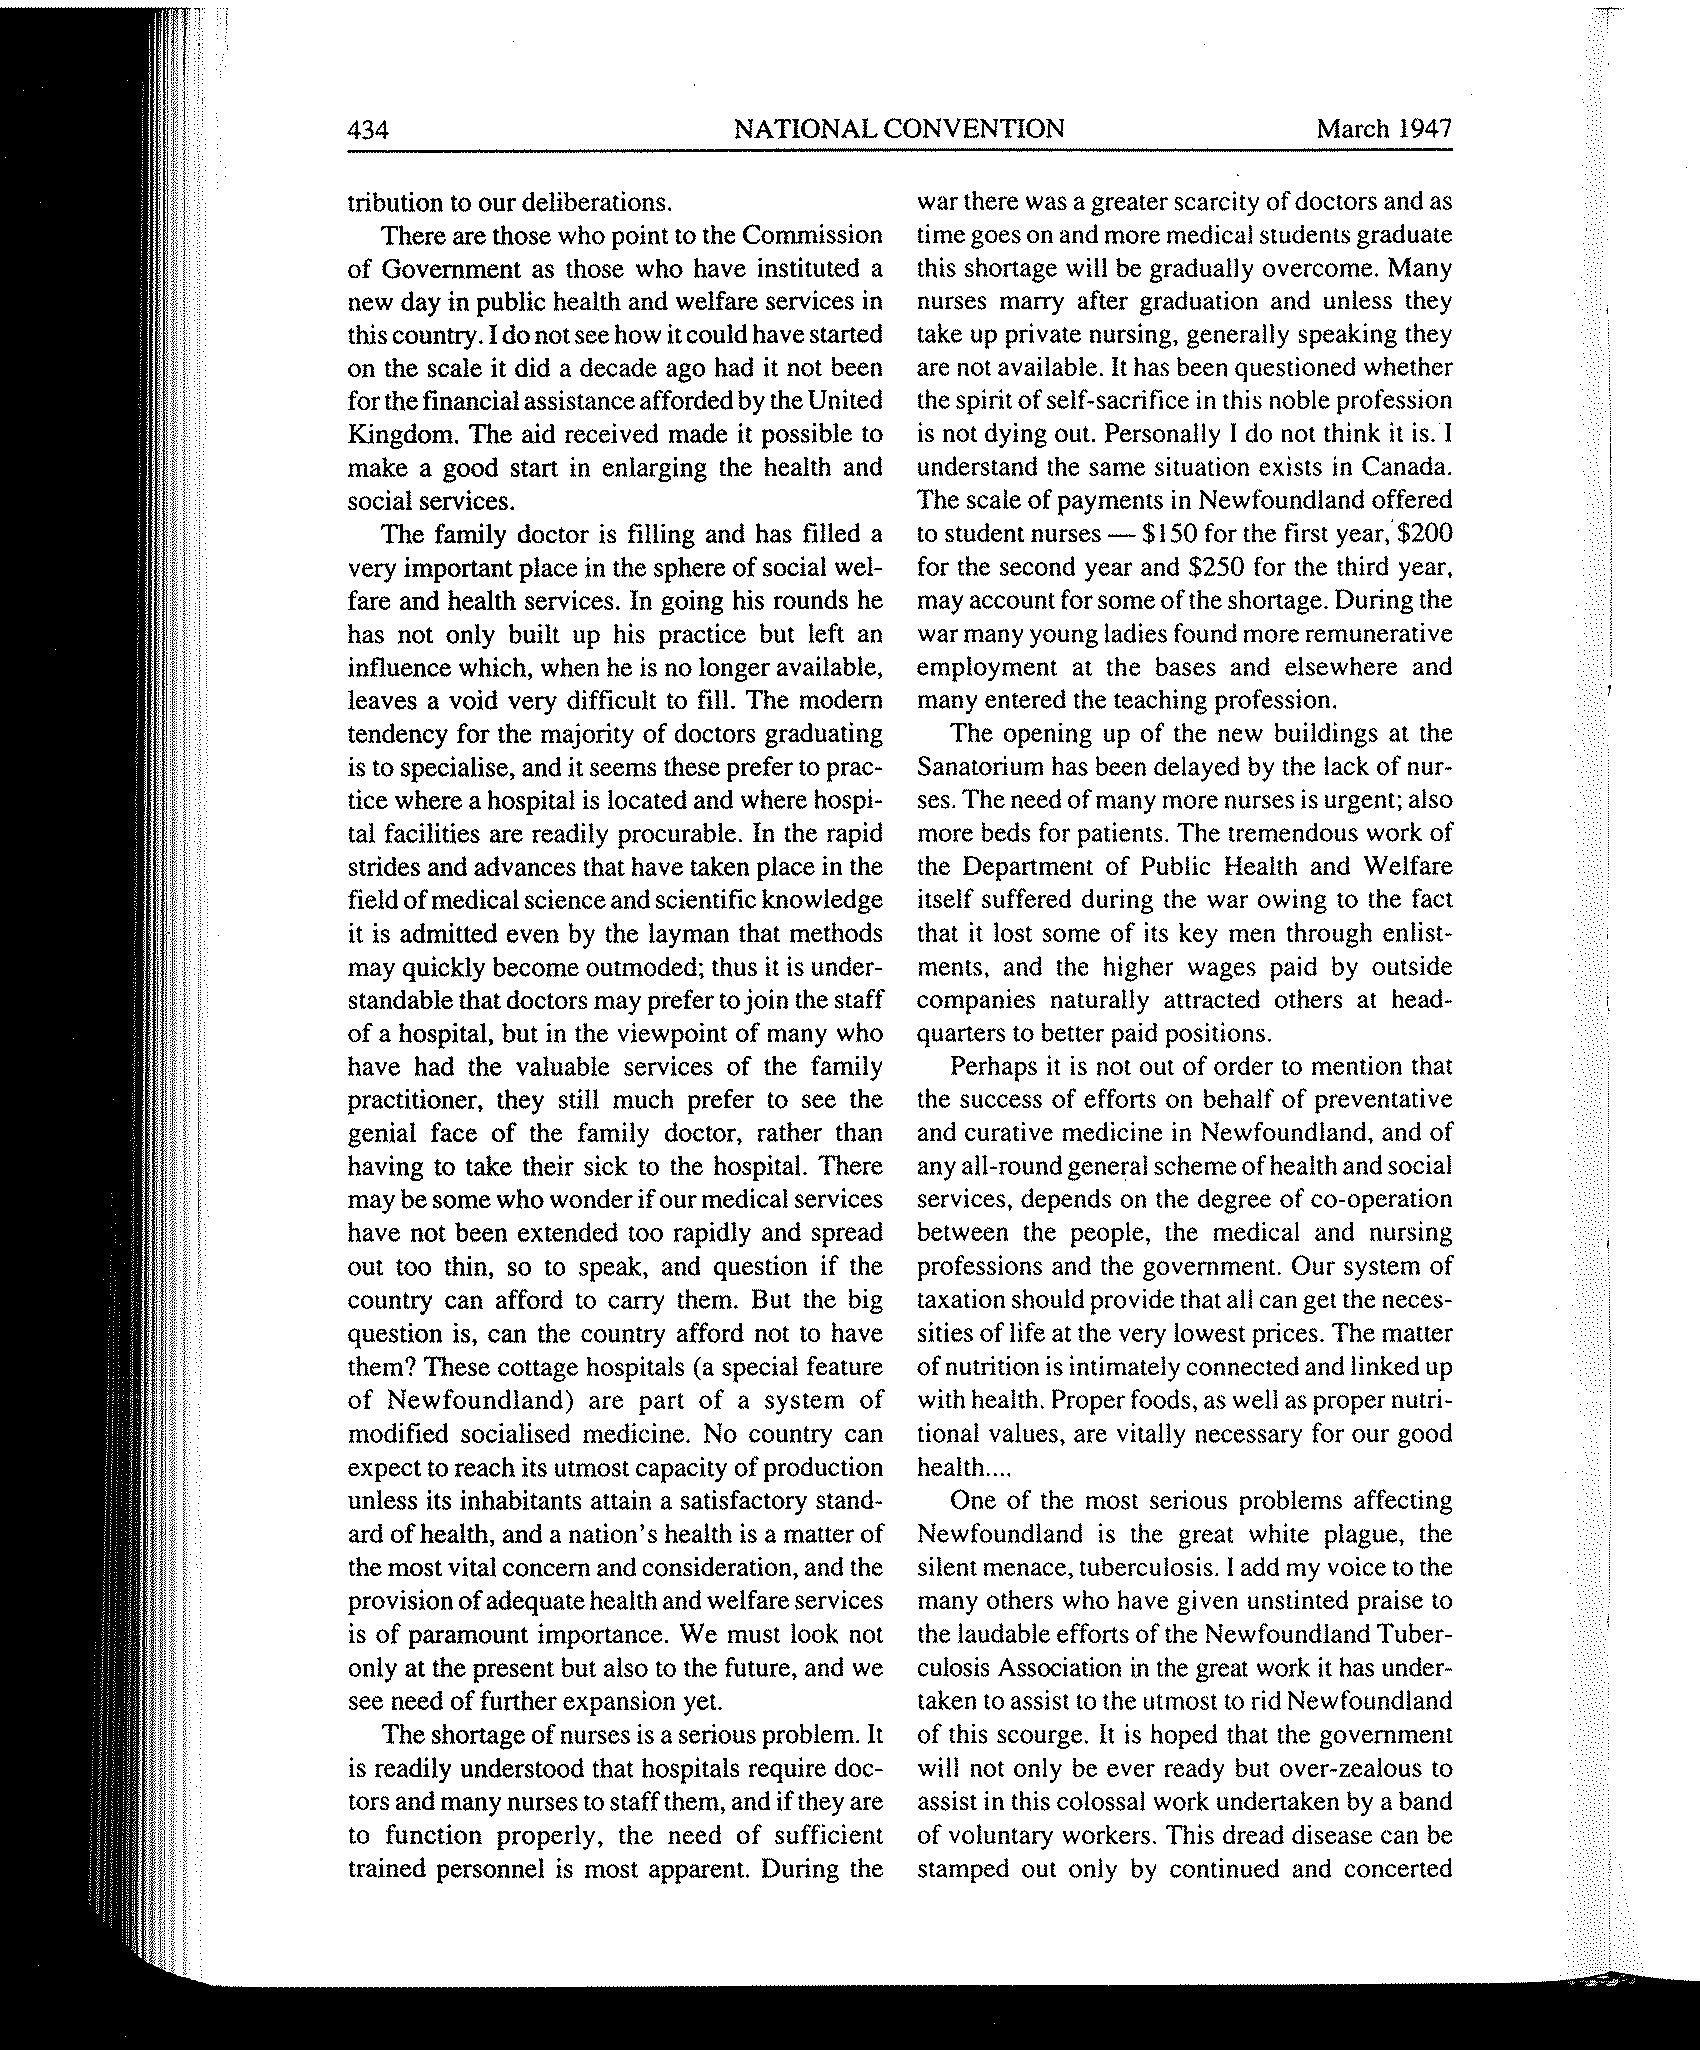 434 NATIONAL CONVENTION March 1947
tribution to our deliberations.
There are those who point to the Commission
of Government as those who have instituted a
new day in public health and welfare services in
this country. I do not see how it could have started
on the scale it did a decade ago had it not been
for the financial assistance afforded by the United
Kingdom. The aid received made it possible to
make a good start in enlarging the health and
social services.
The family doctor is filling and has filled a
very important place in the sphere of social wel-
fare and health services. In going his rounds he
has not only built up his practice but left an
influence which, when he is no longer available,
leaves a void very difficult to fill. The modern
tendency for the majority of doctors graduating
is to specialise, and it seems these prefer to prac-
tice where a hospital is located and where hospi-
tal facilities are readily procurable. In the rapid
strides and advances that have taken place in the
field of medical science and scientific knowledge
it is admitted even by the layman that methods
may quickly become outmoded; thus it is under-
standable that doctors may prefer to join the staff
of a hospital, but in the viewpoint of many who
have had the valuable services of the family
practitioner, they still much prefer to see the
genial face of the family doctor, rather than
having to take their sick to the hospital. There
may be some who wonder if our medical services
have not been extended too rapidly and spread
out too thin, so to speak, and question if the
country can afford to carry them. But the big
question is, can the country afford not to have
them? These cottage hospitals (a special feature
of Newfoundland) are part of a system of
modified socialised medicine. No country can
expect to reach its utmost capacity of production
unless its inhabitants attain a satisfactory stand-
ard of health, and a nation's health is a matter of
the most vital concern and consideration, and the
provision of adequate health and welfare services
is of paramount importance. We must look not
only at the present but also to the future, and we
see need of further expansion yet.
The shortage of nurses is a serious problem. It
is readily understood that hospitals require doc-
tors and many nurses to staff them, and if they are
to function properly, the need of sufficient
trained personnel is most apparent. During the
war there was a greater scarcity of doctors and as
time goes on and more medical students graduate
this shortage will be gradually overcome. Many
nurses marry after graduation and unless they
take up private nursing, generally speaking they
are not available. It has been questioned whether
the spirit of self-sacrifice in this noble profession
is not dying out. Personally I do not think it is. I
understand the same situation exists in Canada.
The scale of payments in Newfoundland offered
to student nurses — $150 for the first year, $200
for the second year and $250 for the third year,
may account for some of the shortage. During the
war many young ladies found more remunerative
employment at the bases and elsewhere and
many entered the teaching profession.
The opening up of the new buildings at the
Sanatorium has been delayed by the lack of nur-
ses. The need of many more nurses is urgent; also
more beds for patients. The tremendous work of
the Department of Public Health and Welfare
itself suffered during the war owing to the fact
that it lost some of its key men through enlist-
ments, and the higher wages paid by outside
companies naturally attracted others at head-
quarters to better paid positions.
Perhaps it is not out of order to mention that
the success of efforts on behalf of preventative
and curative medicine in Newfoundland, and of
any all-round general scheme of health and social
services, depends on the degree of co-operation
between the people, the medical and nursing
professions and the government. Our system of
taxation should provide that all can get the neces-
sities of life at the very lowest prices. The matter
of nutrition is intimately connected and linked up
with health. Proper foods, as well as proper nutri-
tional values, are vitally necessary for our good
health....
One of the most serious problems affecting
Newfoundland is the great white plague, the
silent menace, tuberculosis. I add my voice to the
many others who have given unstinted praise to
the laudable efforts of the Newfoundland Tuber-
culosis Association in the great work it has under-
taken to assist to the utmost to rid Newfoundland
of this scourge. It is hoped that the government
will not only be ever ready but over-zealous to
assist in this colossal work undertaken by a band
of voluntary workers. This dread disease can be
stamped out only by continued and concerted